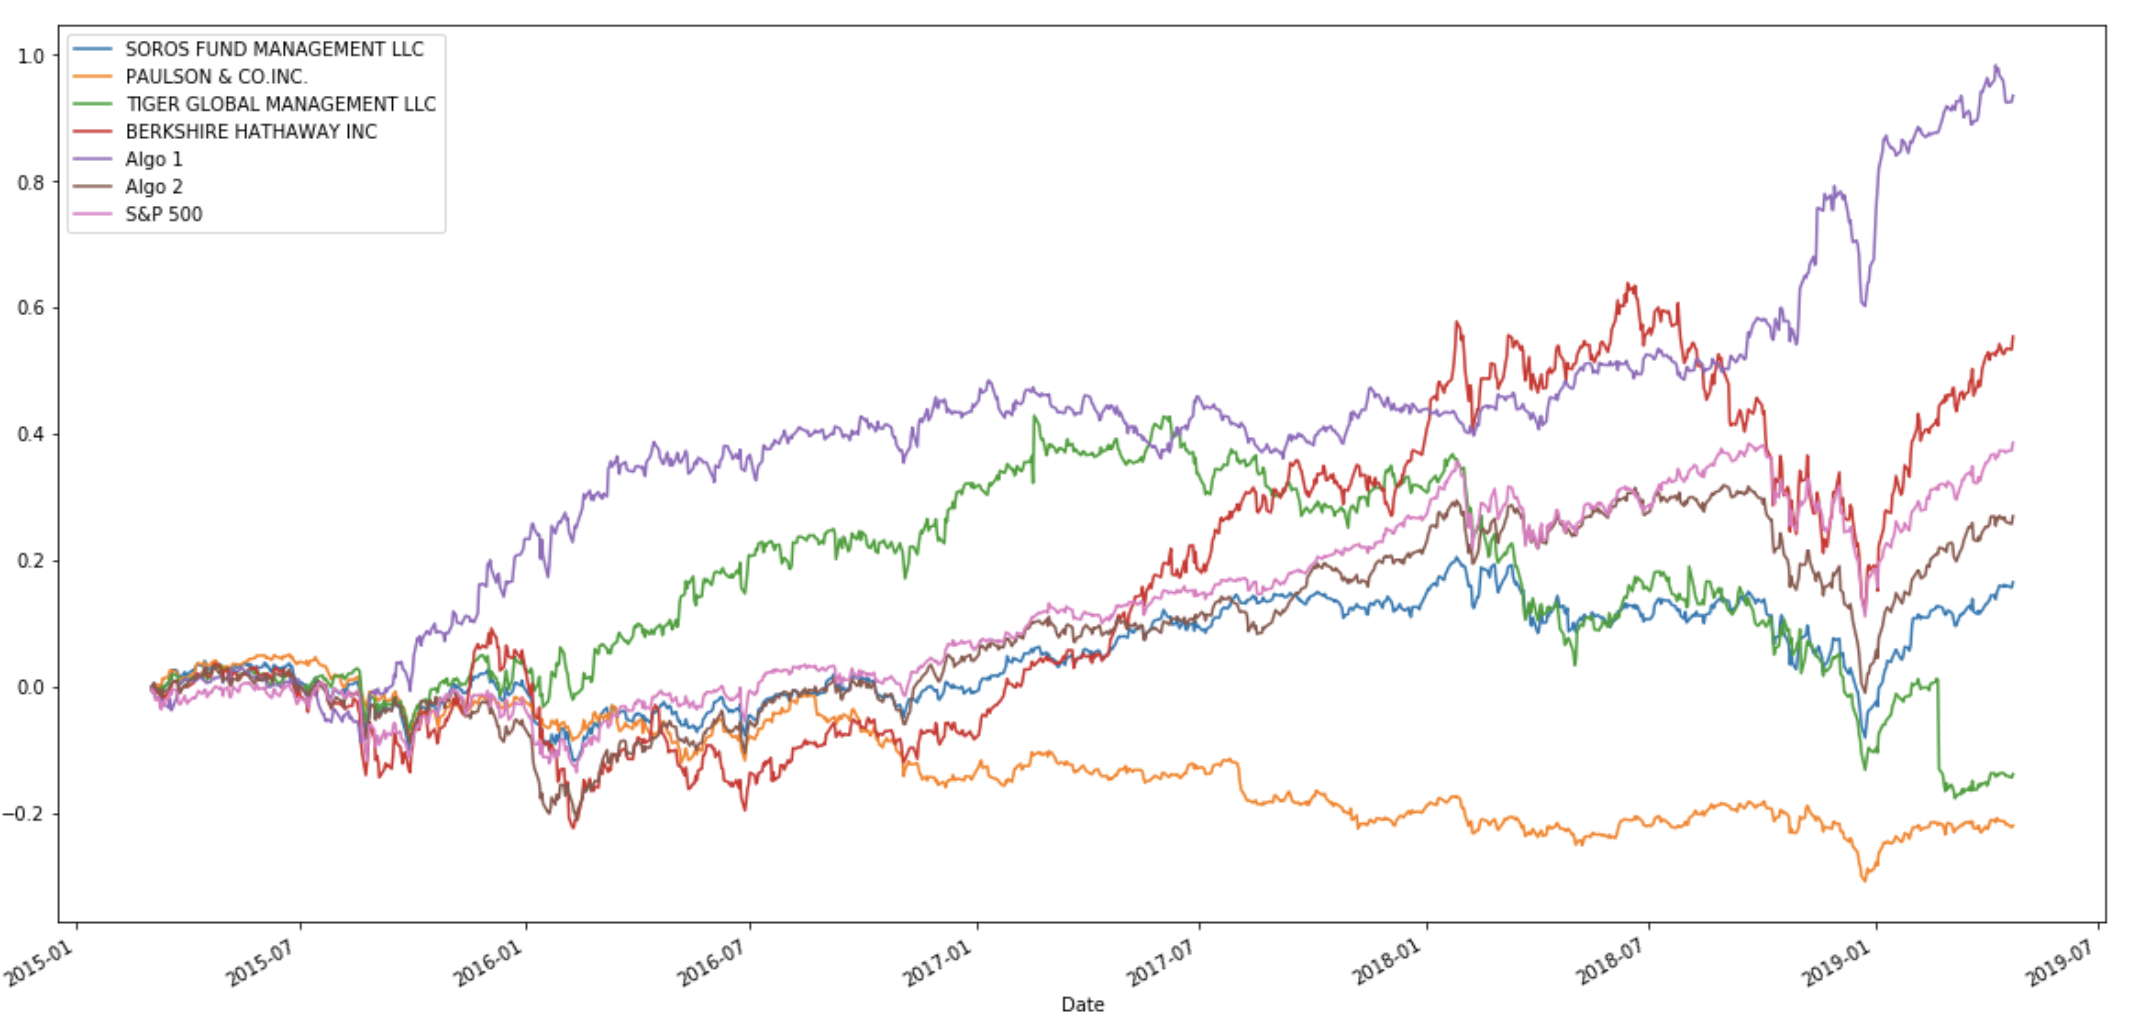 SOROS FUND MANAGEMENT LLC
PAULSON & CO.INC.
TIGER GLOBAL MANAGEMENT LLC
BERKSHIRE HATHAWAY INC
Algo 1
Algo 2
S&P 500
1.0
0.8
0.6
0.4
0.2
0.0
−0.2
2015-01
2015-07
2016-01
2016-07
2017-01
2017-07
2018-01
2018-07
2019-01
2019-07
Date